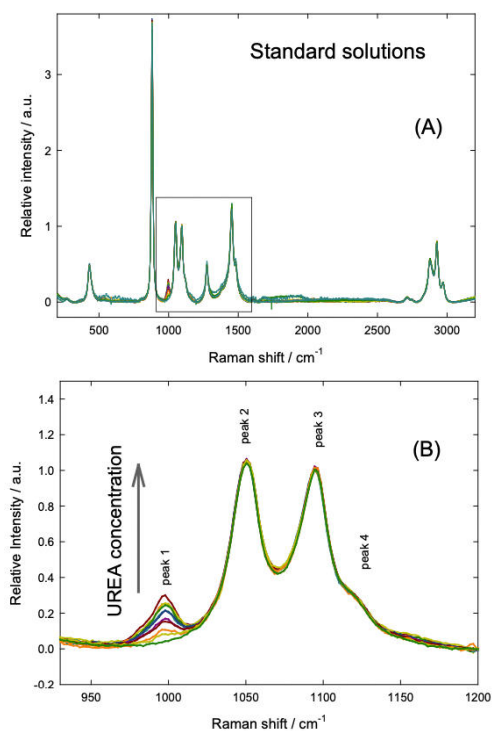 Standard solutions
(A)
Relative intensity / a.u.
3
2
1
0
500 1000 1500 2000 2500 3000
Raman shift / cm-1
(B)
Relative Intensity / a.u.
1.4
1.2
1.0
0.8
0.6
0.4
0.2
0.0
-0.2
UREA concentration
peak 1
peak 2
peak 3
peak 4
950 1000 1050 1100 1150 1200
Raman shift / cm-1